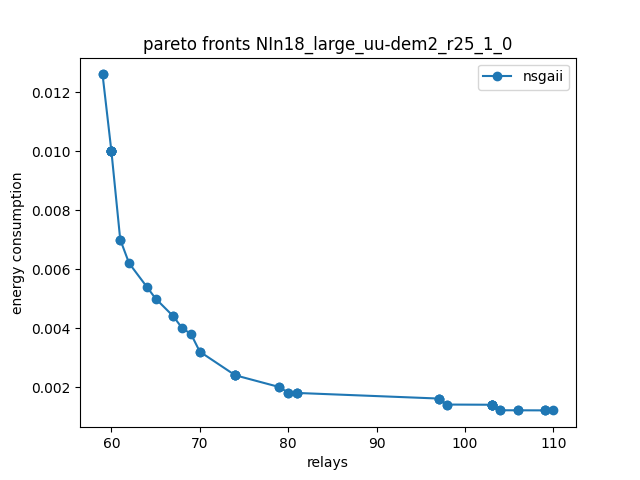 pareto fronts NIn18_large_uu-dem2_r25_1_0
nsgaii
0.012
0.010
0.008
0.006
0.004
0.002
energy consumption
60 70 80 90 100 110
relays